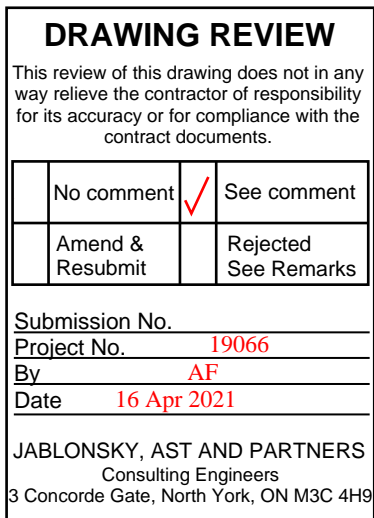 DRAWING REVIEW
This review of this drawing does not in any
way relieve the contractor of responsibility
for its accuracy or for compliance with the
contract documents.
No comment ✓ See comment
Amend & Rejected
Resubmit See Remarks
Submission No.
Project No. 19066
By AF
Date 16 Apr 2021
JABLONSKY, AST AND PARTNERS
Consulting Engineers
3 Concorde Gate, North York, ON M3C 4H9